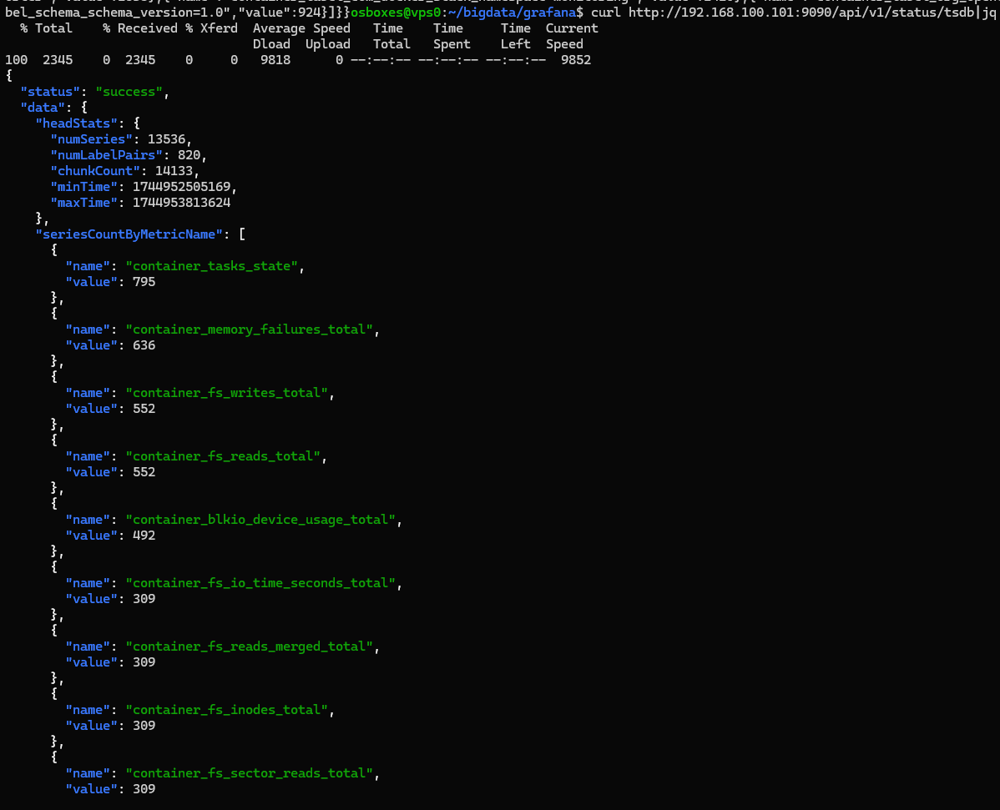 bel_schema_schema_version=1.0","value":924}]}}osboxes@vps0:~/bigdata/grafana$ curl http://192.168.100.101:9090/api/v1/status/tsdb|jq
  % Total    % Received % Xferd  Average Speed   Time    Time     Time  Current
                                 Dload  Upload   Total   Spent    Left  Speed
100  2345    0  2345    0     0   9818      0 --:--:-- --:--:-- --:--:--  9852
{
  "status": "success",
  "data": {
    "headStats": {
      "numSeries": 13536,
      "numLabelPairs": 820,
      "chunkCount": 14133,
      "minTime": 1744952505169,
      "maxTime": 1744953813624
    },
    "seriesCountByMetricName": [
      {
        "name": "container_tasks_state",
        "value": 795
      },
      {
        "name": "container_memory_failures_total",
        "value": 636
      },
      {
        "name": "container_fs_writes_total",
        "value": 552
      },
      {
        "name": "container_fs_reads_total",
        "value": 552
      },
      {
        "name": "container_blkio_device_usage_total",
        "value": 492
      },
      {
        "name": "container_fs_io_time_seconds_total",
        "value": 309
      },
      {
        "name": "container_fs_reads_merged_total",
        "value": 309
      },
      {
        "name": "container_fs_inodes_total",
        "value": 309
      },
      {
        "name": "container_fs_sector_reads_total",
        "value": 309